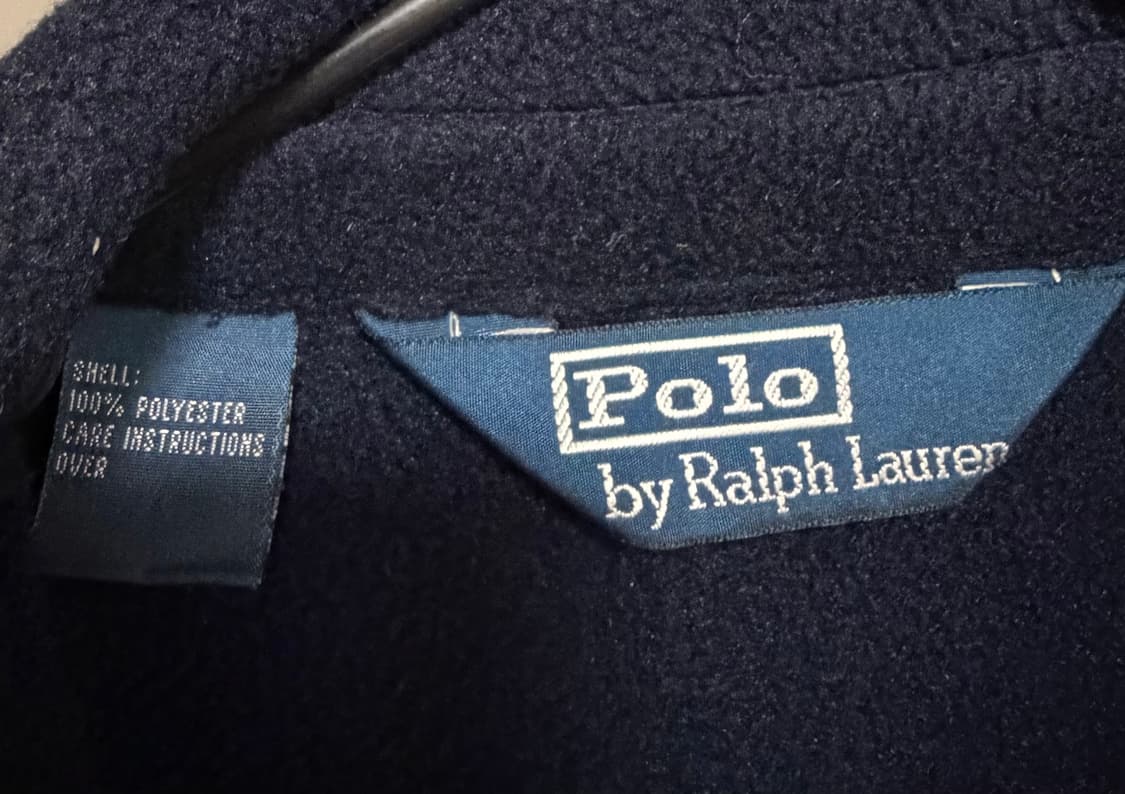 SHELL:
100% POLYESTER
CARE INSTRUCTIONS
OVER
Polo
by Ralph Lauren